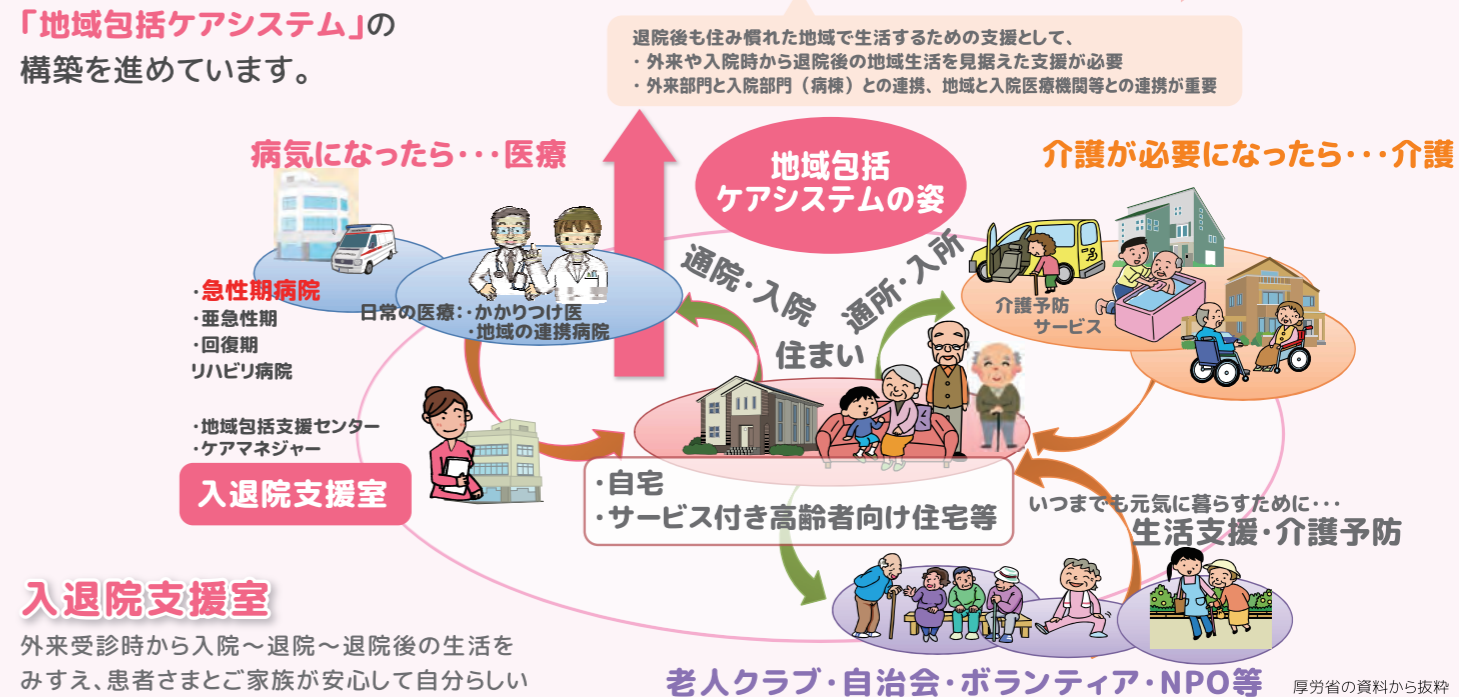 「地域包括ケアシステム」の
構築を進めています。
退院後も住み慣れた地域で生活するための支援として、
・外来や入院時から退院後の地域生活を見据えた支援が必要
・外来部門と入院部門（病棟）との連携、地域と入院医療機関等との連携が重要
病気になったら・・・医療
地域包括
ケアシステムの姿
介護が必要になったら・・・介護
・急性期病院
・亜急性期
・回復期
リハビリ病院
日常の医療：・かかりつけ医
・地域の連携病院
通院・入院
通所・入所
住まい
介護予防
サービス
・地域包括支援センター
・ケアマネジャー
入退院支援室
・自宅
・サービス付き高齢者向け住宅等
いつまでも元気に暮らすために・・・
生活支援・介護予防
入退院支援室
外来受診時から入院～退院～退院後の生活を
みすえ、患者さまとご家族が安心して自分らしい
老人クラブ・自治会・ボランティア・NPO等
厚労省の資料から抜粋